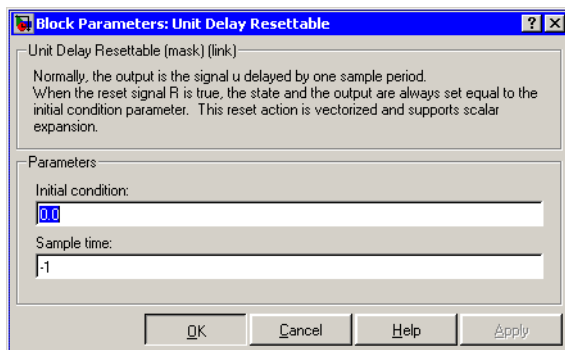 Block Parameters: Unit Delay Resettable
Unit Delay Resettable (mask) (link)
Normally, the output is the signal u delayed by one sample period.
When the reset signal R is true, the state and the output are always set equal to the
initial condition parameter. This reset action is vectorized and supports scalar
expansion.
Parameters
Initial condition:
0.0
Sample time:
-1
OK Cancel Help Apply